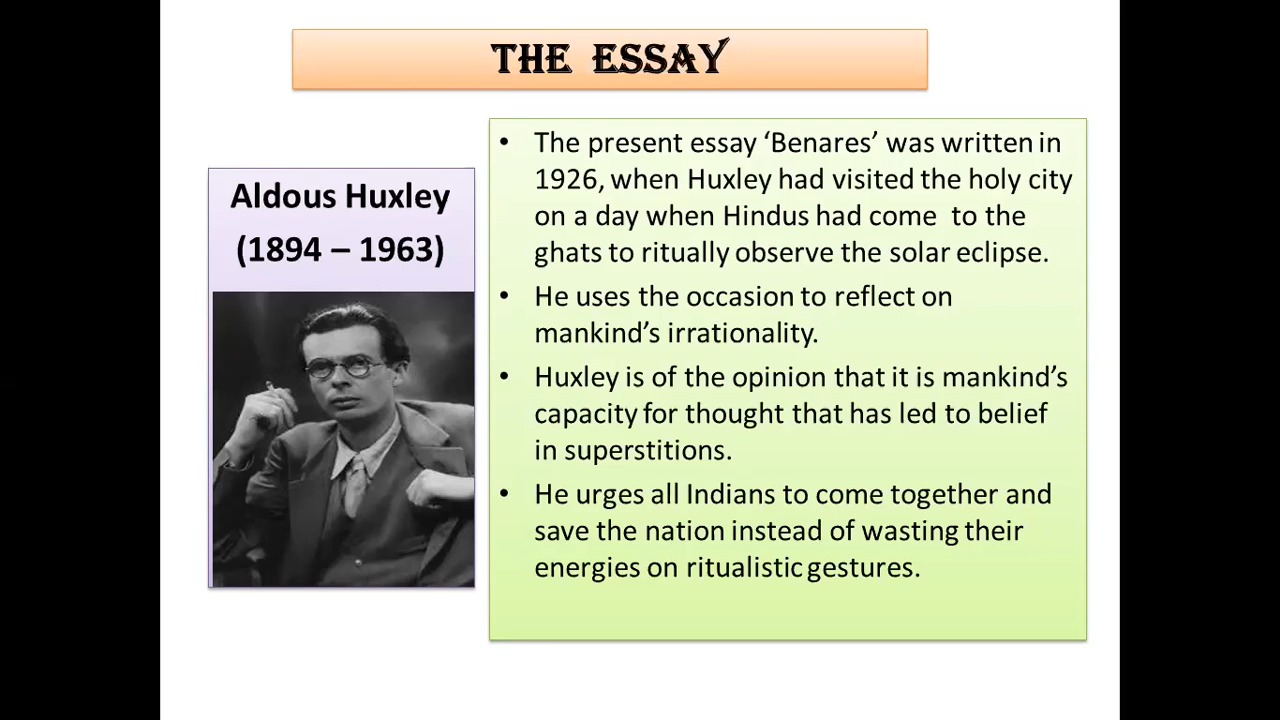 THE ESSAY
Aldous Huxley
(1894 – 1963)
• The present essay ‘Benares’ was written in
1926, when Huxley had visited the holy city
on a day when Hindus had come to the
ghats to ritually observe the solar eclipse.
• He uses the occasion to reflect on
mankind’s irrationality.
• Huxley is of the opinion that it is mankind’s
capacity for thought that has led to belief
in superstitions.
• He urges all Indians to come together and
save the nation instead of wasting their
energies on ritualistic gestures.